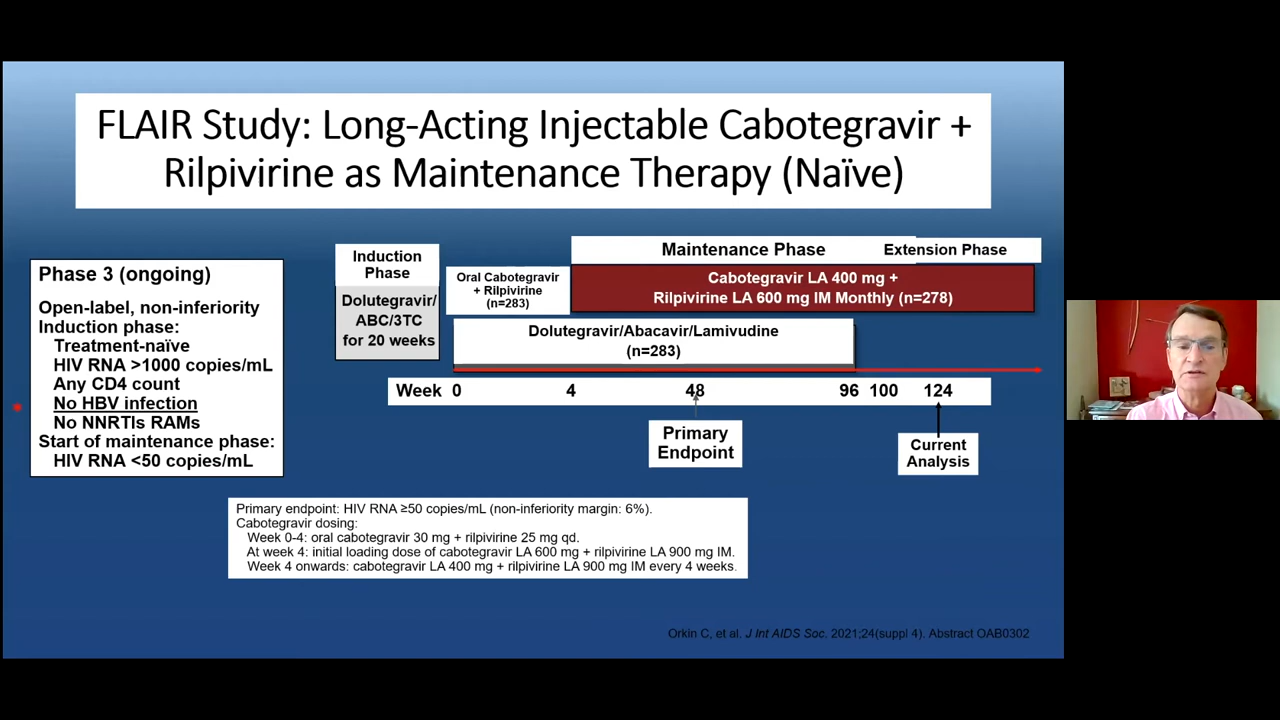 FLAIR Study: Long-Acting Injectable Cabotegravir +
Rilpivirine as Maintenance Therapy (Naïve)
Phase 3 (ongoing)
Open-label, non-inferiority
Induction phase:
Treatment-naïve
HIV RNA >1000 copies/mL
Any CD4 count
No HBV infection
No NNRTIs RAMs
Start of maintenance phase:
HIV RNA <50 copies/mL
Induction
Phase
Dolutegravir/
ABC/3TC
for 20 weeks
Oral Cabotegravir
+ Rilpivirine
(n=283)
Maintenance Phase
Extension Phase
Cabotegravir LA 400 mg +
Rilpivirine LA 600 mg IM Monthly (n=278)
Dolutegravir/Abacavir/Lamivudine
(n=283)
Week 0 4 48 96 100 124
Primary
Endpoint
Current
Analysis
Primary endpoint: HIV RNA ≥50 copies/mL (non-inferiority margin: 6%).
Cabotegravir dosing:
Week 0-4: oral cabotegravir 30 mg + rilpivirine 25 mg qd.
At week 4: initial loading dose of cabotegravir LA 600 mg + rilpivirine LA 900 mg IM.
Week 4 onwards: cabotegravir LA 400 mg + rilpivirine LA 900 mg IM every 4 weeks.
Orkin C, et al. J Int AIDS Soc. 2021;24(suppl 4). Abstract OAB0302